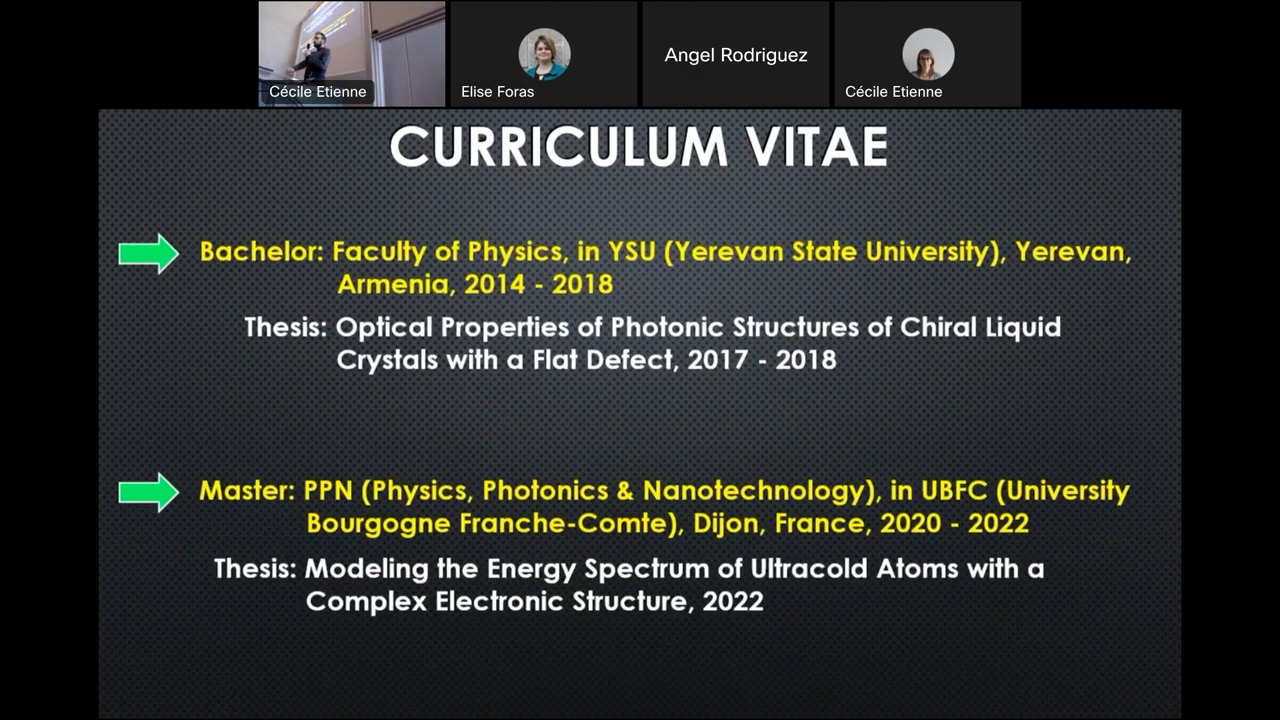 Cécile Etienne
Elise Foras
Angel Rodriguez
Cécile Etienne
CURRICULUM VITAE
Bachelor: Faculty of Physics, in YSU (Yerevan State University), Yerevan,
Armenia, 2014 - 2018
Thesis: Optical Properties of Photonic Structures of Chiral Liquid
Crystals with a Flat Defect, 2017 - 2018
Master: PPN (Physics, Photonics & Nanotechnology), in UBFC (University
Bourgogne Franche-Comte), Dijon, France, 2020 - 2022
Thesis: Modeling the Energy Spectrum of Ultracold Atoms with a
Complex Electronic Structure, 2022